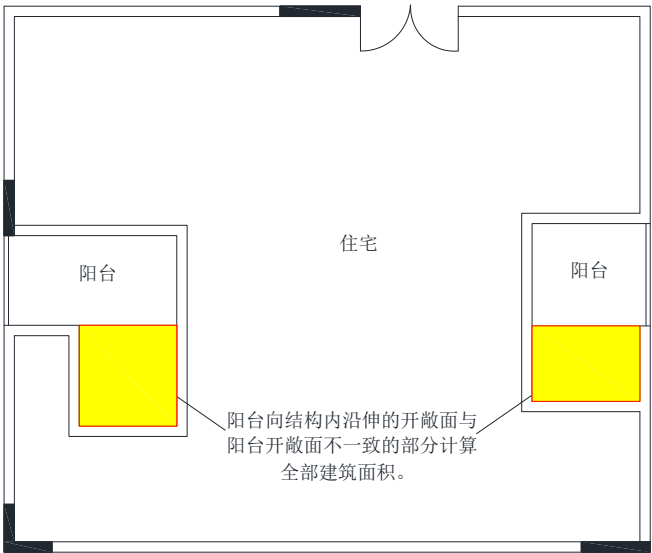 住宅
阳台
阳台
阳台向结构内沿伸的开敞面与
阳台开敞面不一致的部分计算
全部建筑面积。